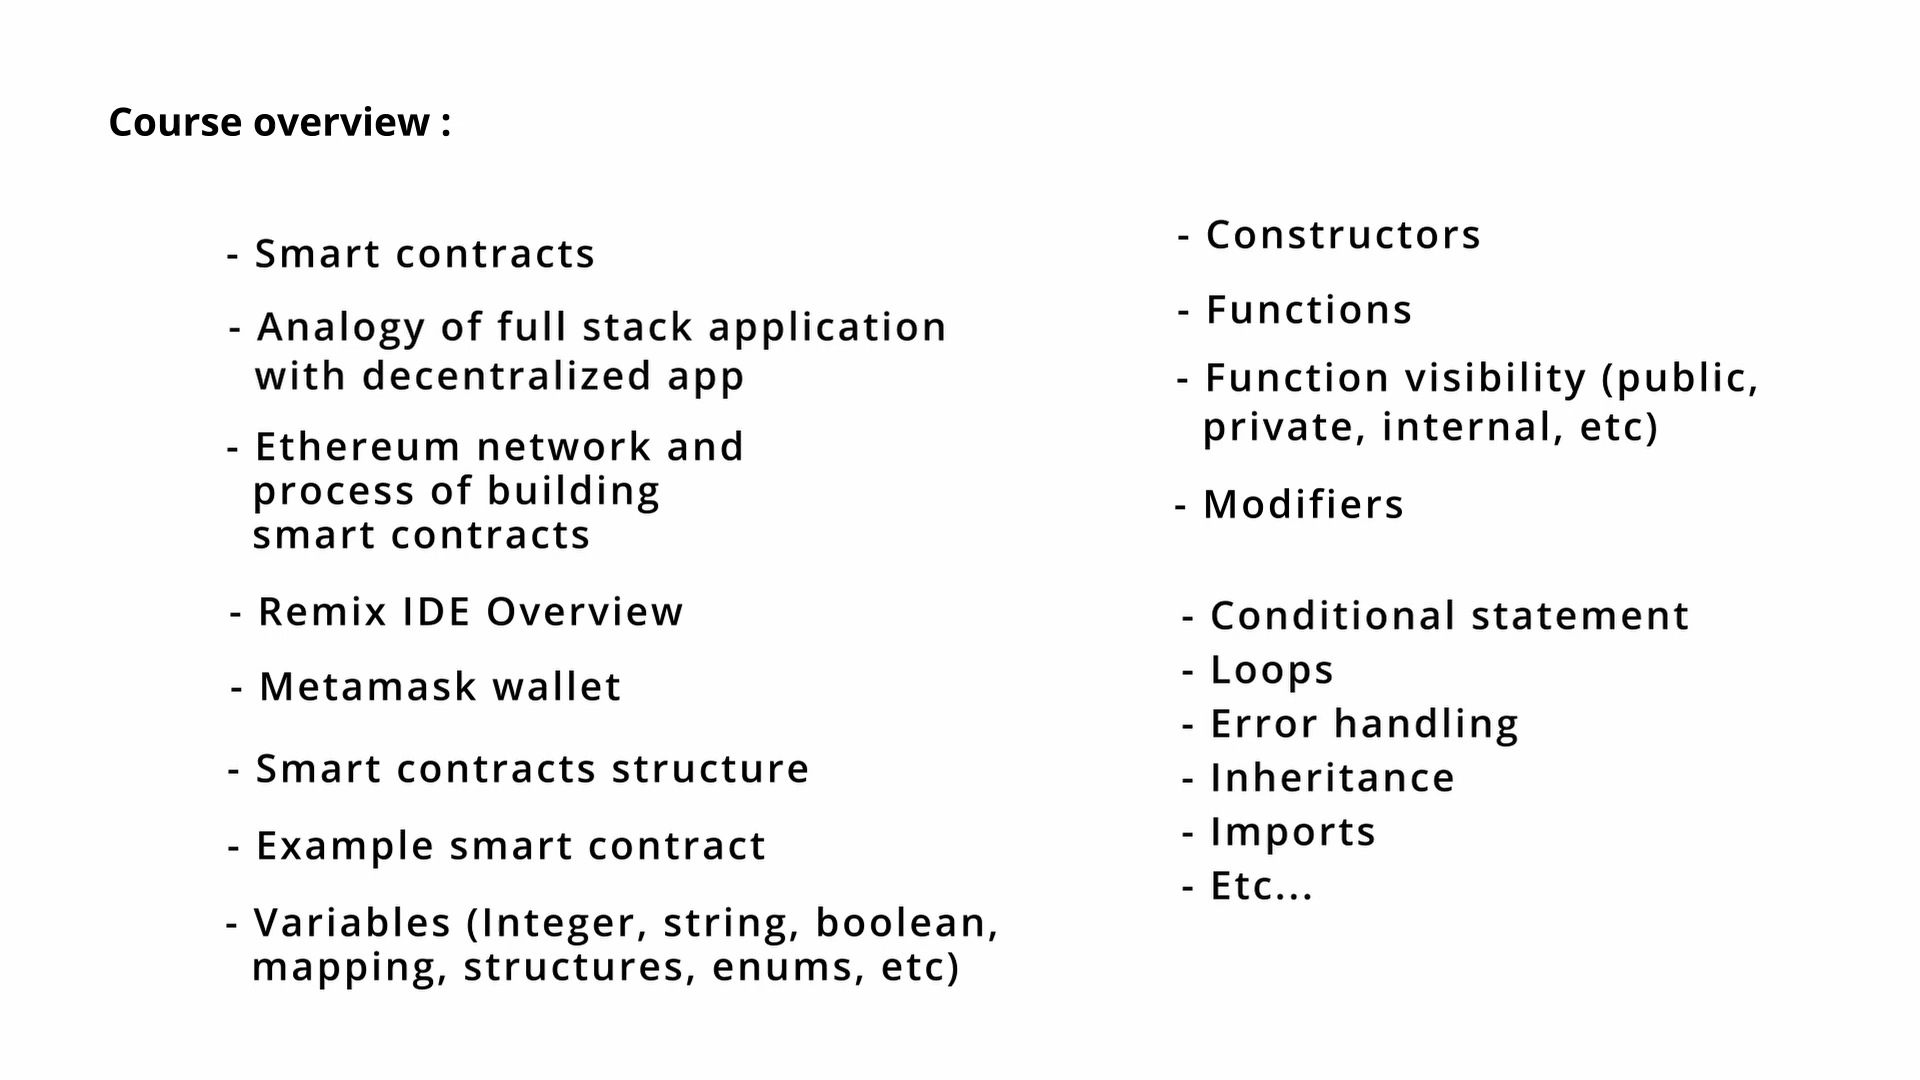 Course overview :
- Smart contracts
- Analogy of full stack application
with decentralized app
- Ethereum network and
process of building
smart contracts
- Remix IDE Overview
- Metamask wallet
- Smart contracts structure
- Example smart contract
- Variables (Integer, string, boolean,
mapping, structures, enums, etc)
- Constructors
- Functions
- Function visibility (public,
private, internal, etc)
- Modifiers
- Conditional statement
- Loops
- Error handling
- Inheritance
- Imports
- Etc...